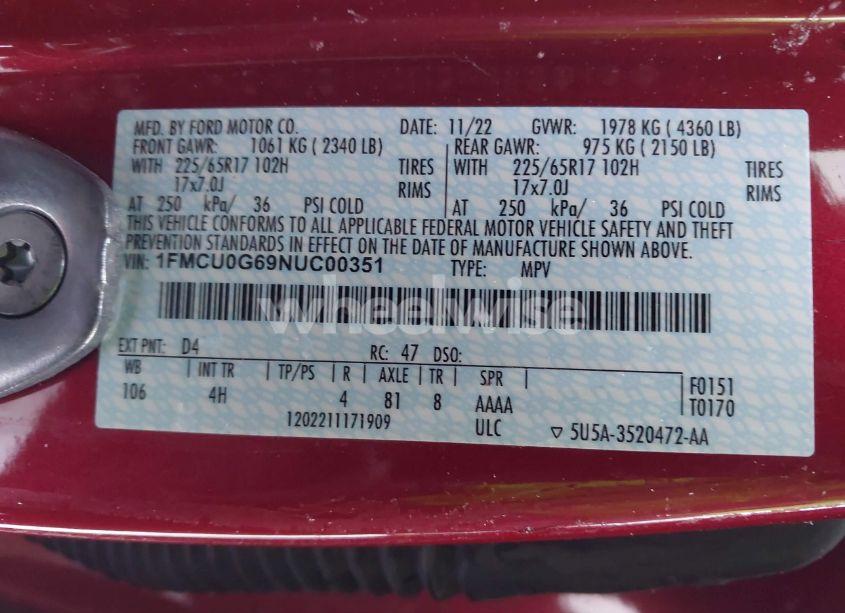 MFD. BY FORD MOTOR CO. DATE: 11/22 GVWR: 1978 KG ( 4360 LB)
FRONT GAWR: 1061 KG ( 2340 LB) REAR GAWR: 975 KG ( 2150 LB)
WITH 225/65R17 102H TIRES WITH 225/65R17 102H TIRES
17x7.0J RIMS 17x7.0J RIMS
AT 250 kPa/ 36 PSI COLD AT 250 kPa/ 36 PSI COLD
THIS VEHICLE CONFORMS TO ALL APPLICABLE FEDERAL MOTOR VEHICLE SAFETY AND THEFT
PREVENTION STANDARDS IN EFFECT ON THE DATE OF MANUFACTURE SHOWN ABOVE.
VIN: 1FMCU0G69NUC00351 TYPE: MPV
wheelwise
EXT PNT: D4 RC: 47 DSO:
WB INT TR TP/PS R AXLE TR SPR F0151
106 4H 4 81 8 AAAA T0170
1202211171909 ULC ▽ 5U5A-3520472-AA